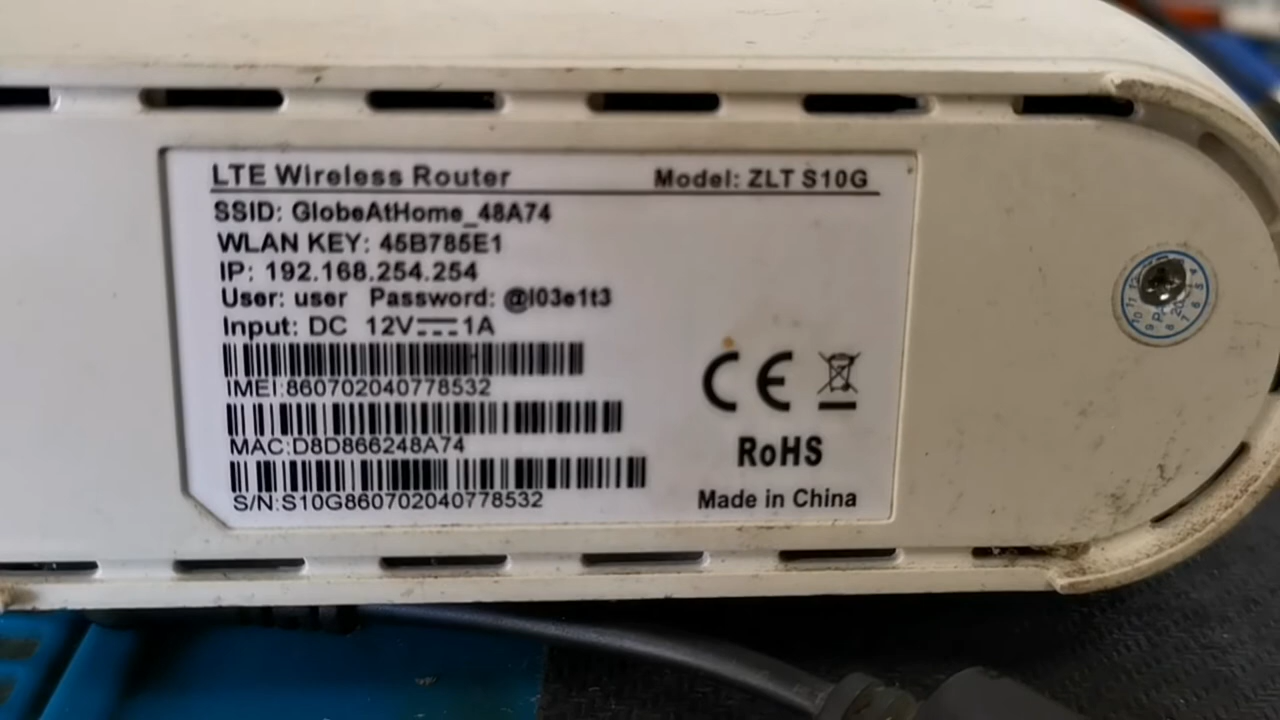 LTE Wireless Router Model: ZLT S10G
SSID: GlobeAtHome_48A74
WLAN KEY: 45B785E1
IP: 192.168.254.254
User: user Password: @l03e1t3
Input: DC 12V⎓1A
IMEI:860702040778532
MAC:D8D866248A74
S/N:S10G860702040778532
CE
RoHS
Made in China